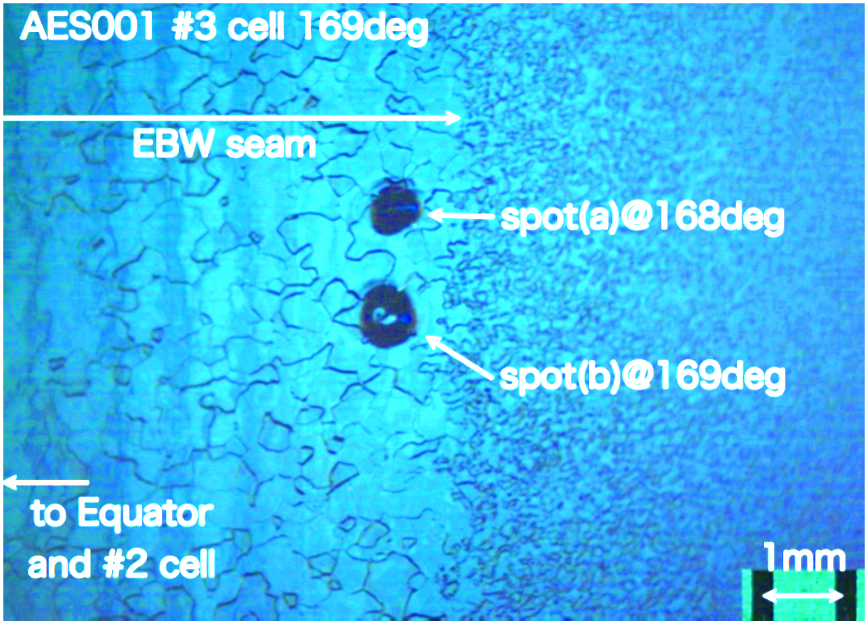 AES001 #3 cell 169deg
EBW seam
spot(a)@168deg
spot(b)@169deg
to Equator
and #2 cell
1mm